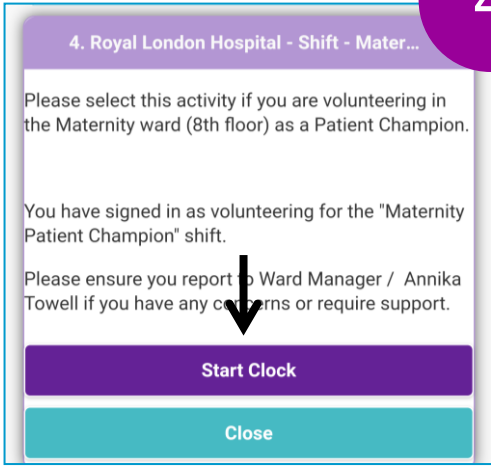 4. Royal London Hospital - Shift - Mater...
Please select this activity if you are volunteering in
the Maternity ward (8th floor) as a Patient Champion.
You have signed in as volunteering for the "Maternity
Patient Champion" shift.
Please ensure you report to Ward Manager / Annika
Towell if you have any concerns or require support.
Start Clock
Close